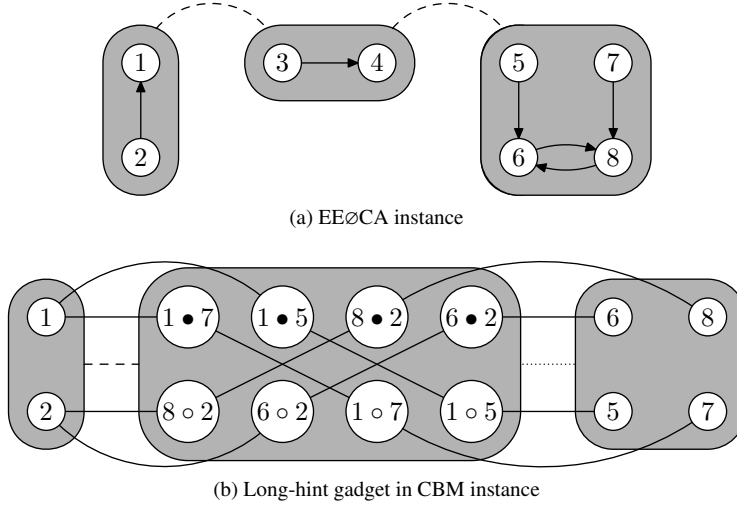 1 3 4 5 7
2 6 8
(a) EE∅CA instance
1 1 • 7 1 • 5 8 • 2 6 • 2 6 8
2 8 ∘ 2 6 ∘ 2 1 ∘ 7 1 ∘ 5 5 7
(b) Long-hint gadget in CBM instance